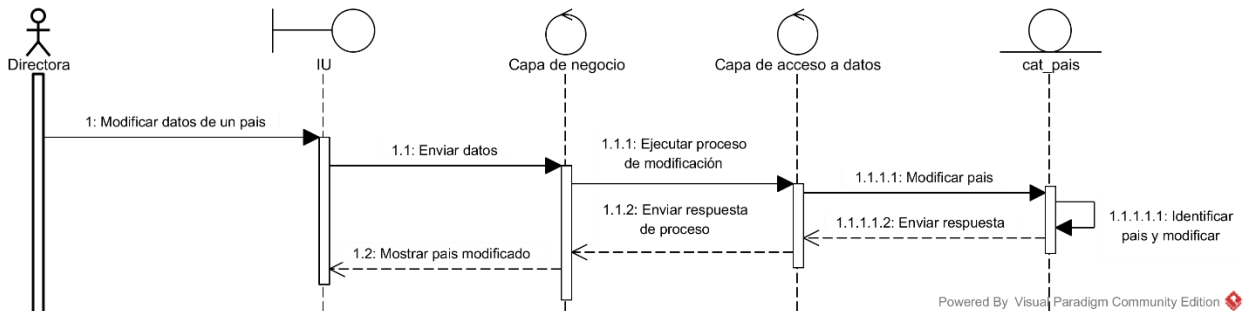 Directora
IU
Capa de negocio
Capa de acceso a datos
cat_pais
1: Modificar datos de un pais
1.1: Enviar datos
1.1.1: Ejecutar proceso
de modificación
1.1.1.1: Modificar pais
1.1.2: Enviar respuesta
de proceso
1.1.1.1.2: Enviar respuesta
1.1.1.1.1: Identificar
pais y modificar
1.2: Mostrar pais modificado
Powered By Visual Paradigm Community Edition